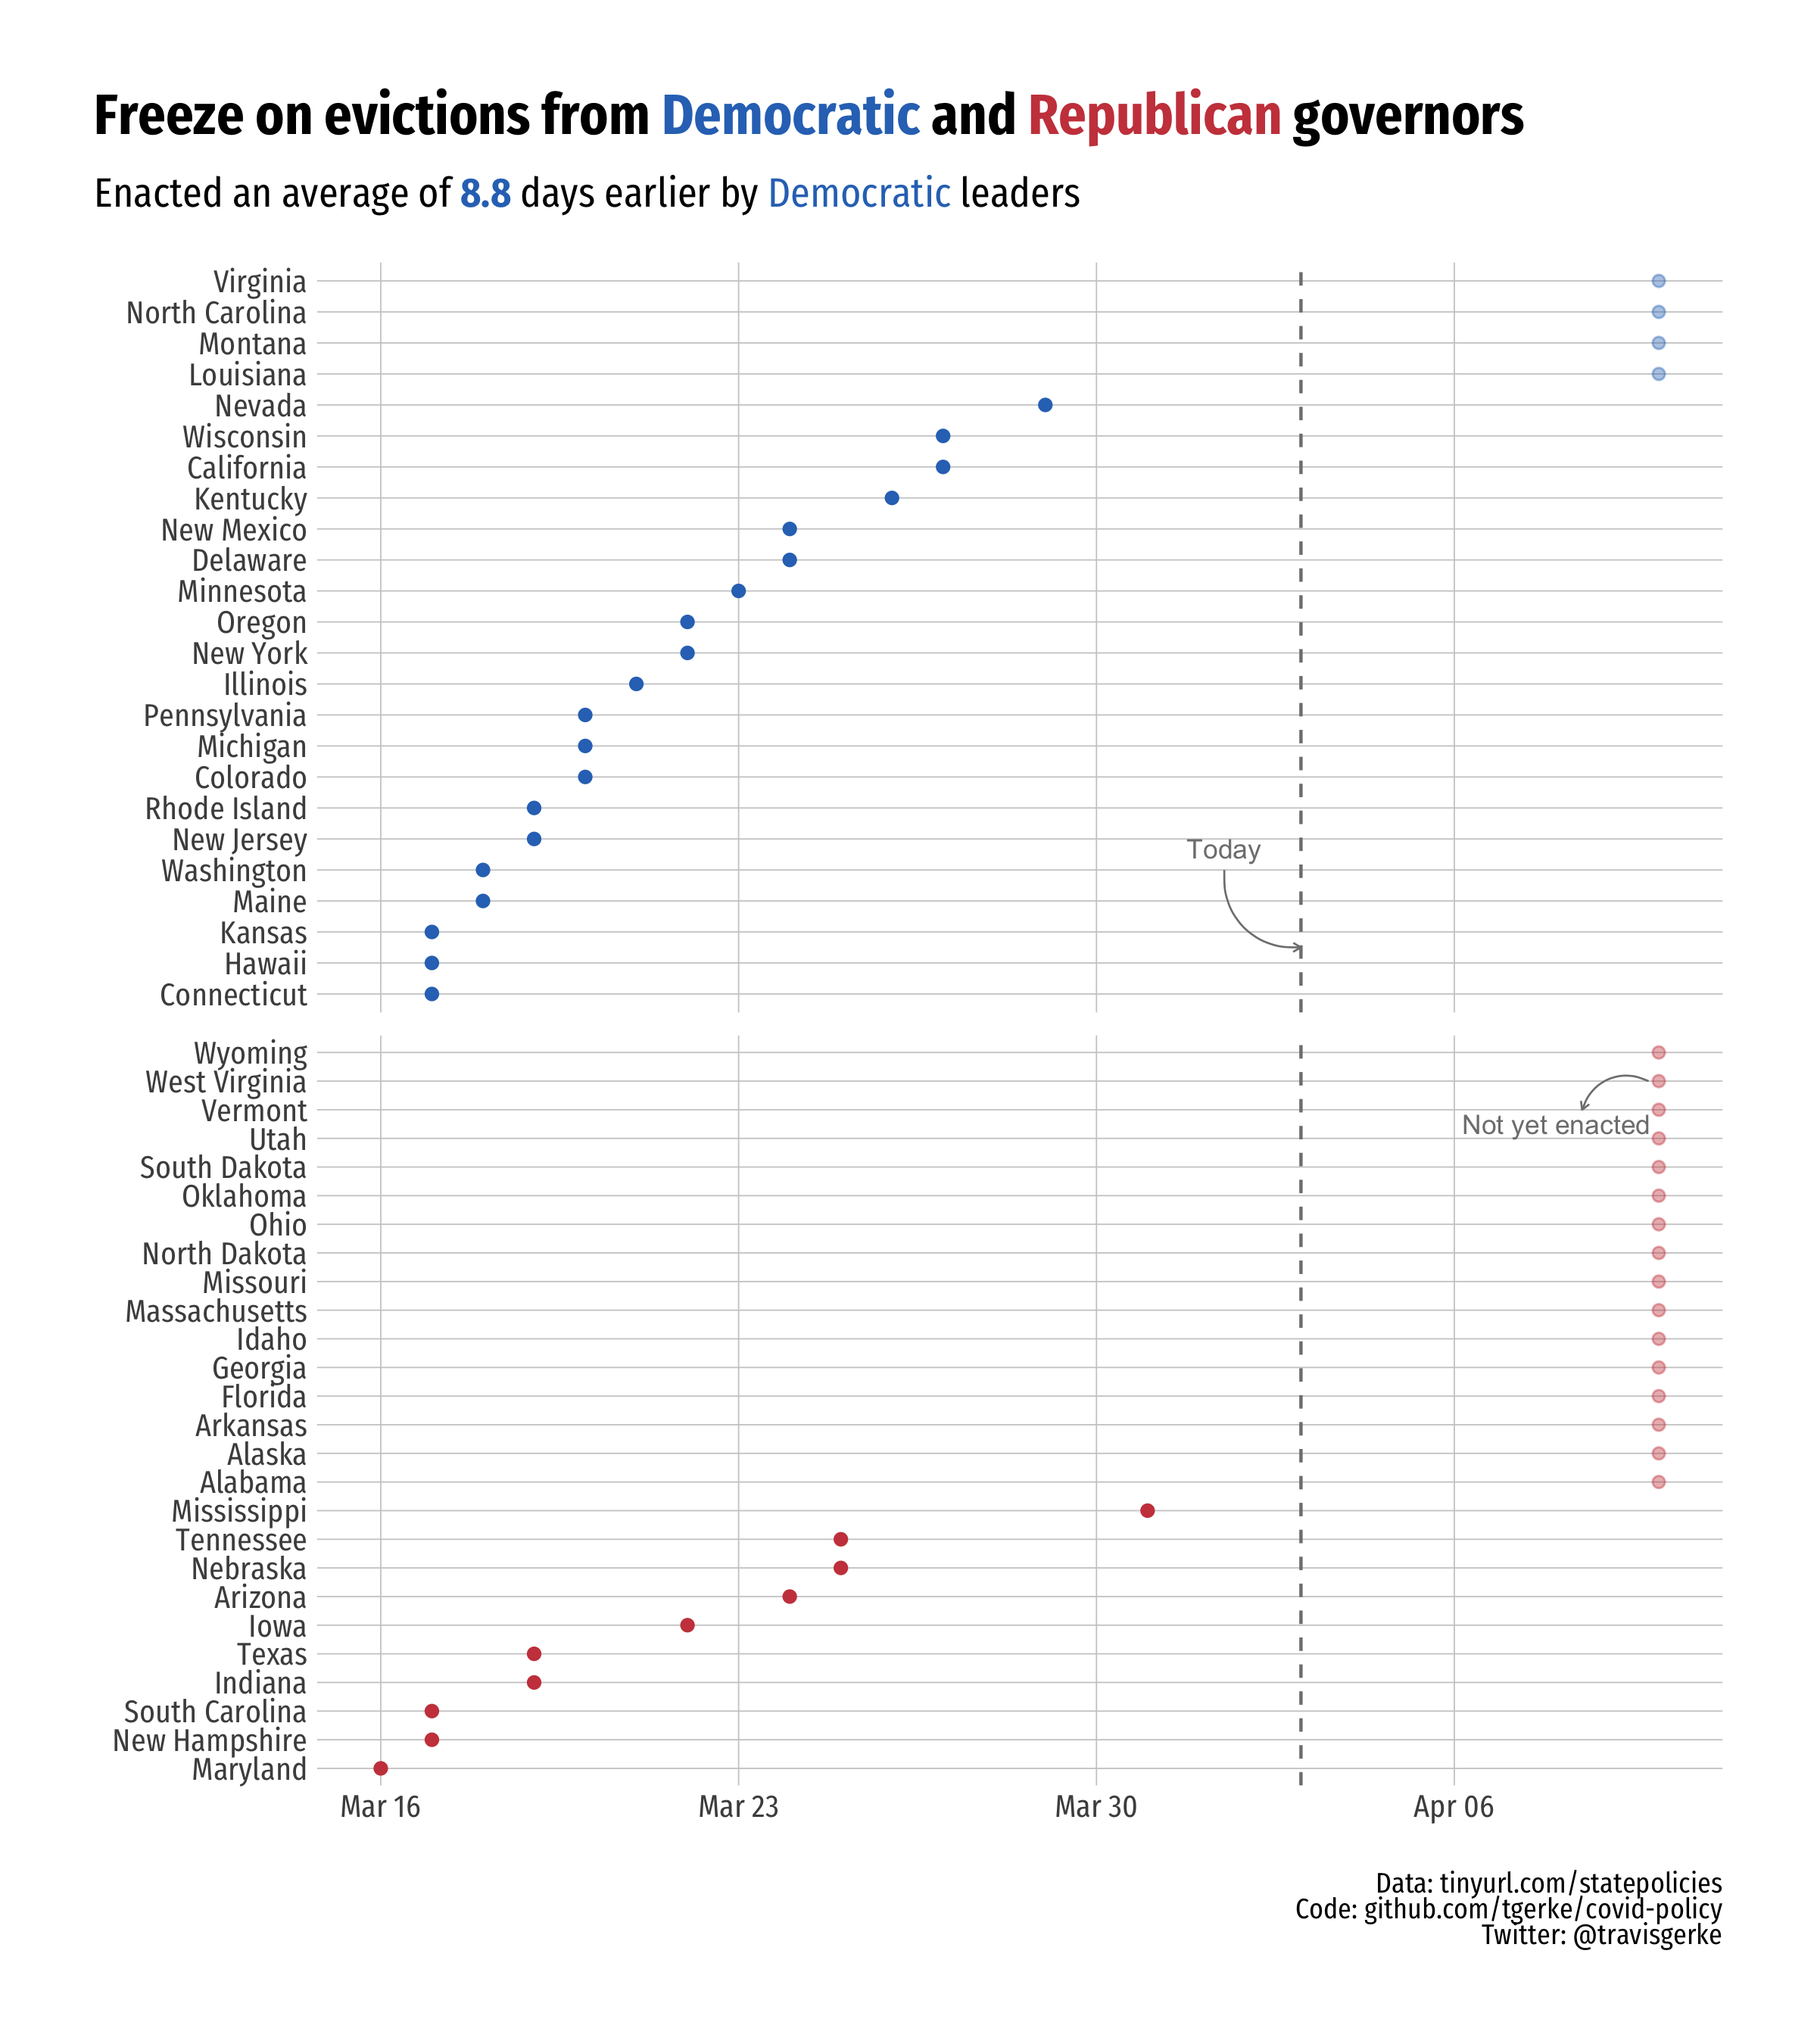 Freeze on evictions from Democratic and Republican governors
Enacted an average of 8.8 days earlier by Democratic leaders
Virginia
North Carolina
Montana
Louisiana
Nevada
Wisconsin
California
Kentucky
New Mexico
Delaware
Minnesota
Oregon
New York
Illinois
Pennsylvania
Michigan
Colorado
Rhode Island
New Jersey
Today
Washington
Maine
Kansas
Hawaii
Connecticut
Wyoming
West Virginia
Vermont
Not yet enacted
Utah
South Dakota
Oklahoma
Ohio
North Dakota
Missouri
Massachusetts
Idaho
Georgia
Florida
Arkansas
Alaska
Alabama
Mississippi
Tennessee
Nebraska
Arizona
Iowa
Texas
Indiana
South Carolina
New Hampshire
Maryland
Mar 16 Mar 23 Mar 30 Apr 06
Data: tinyurl.com/statepolicies
Code: github.com/tgerke/covid-policy
Twitter: @travisgerke